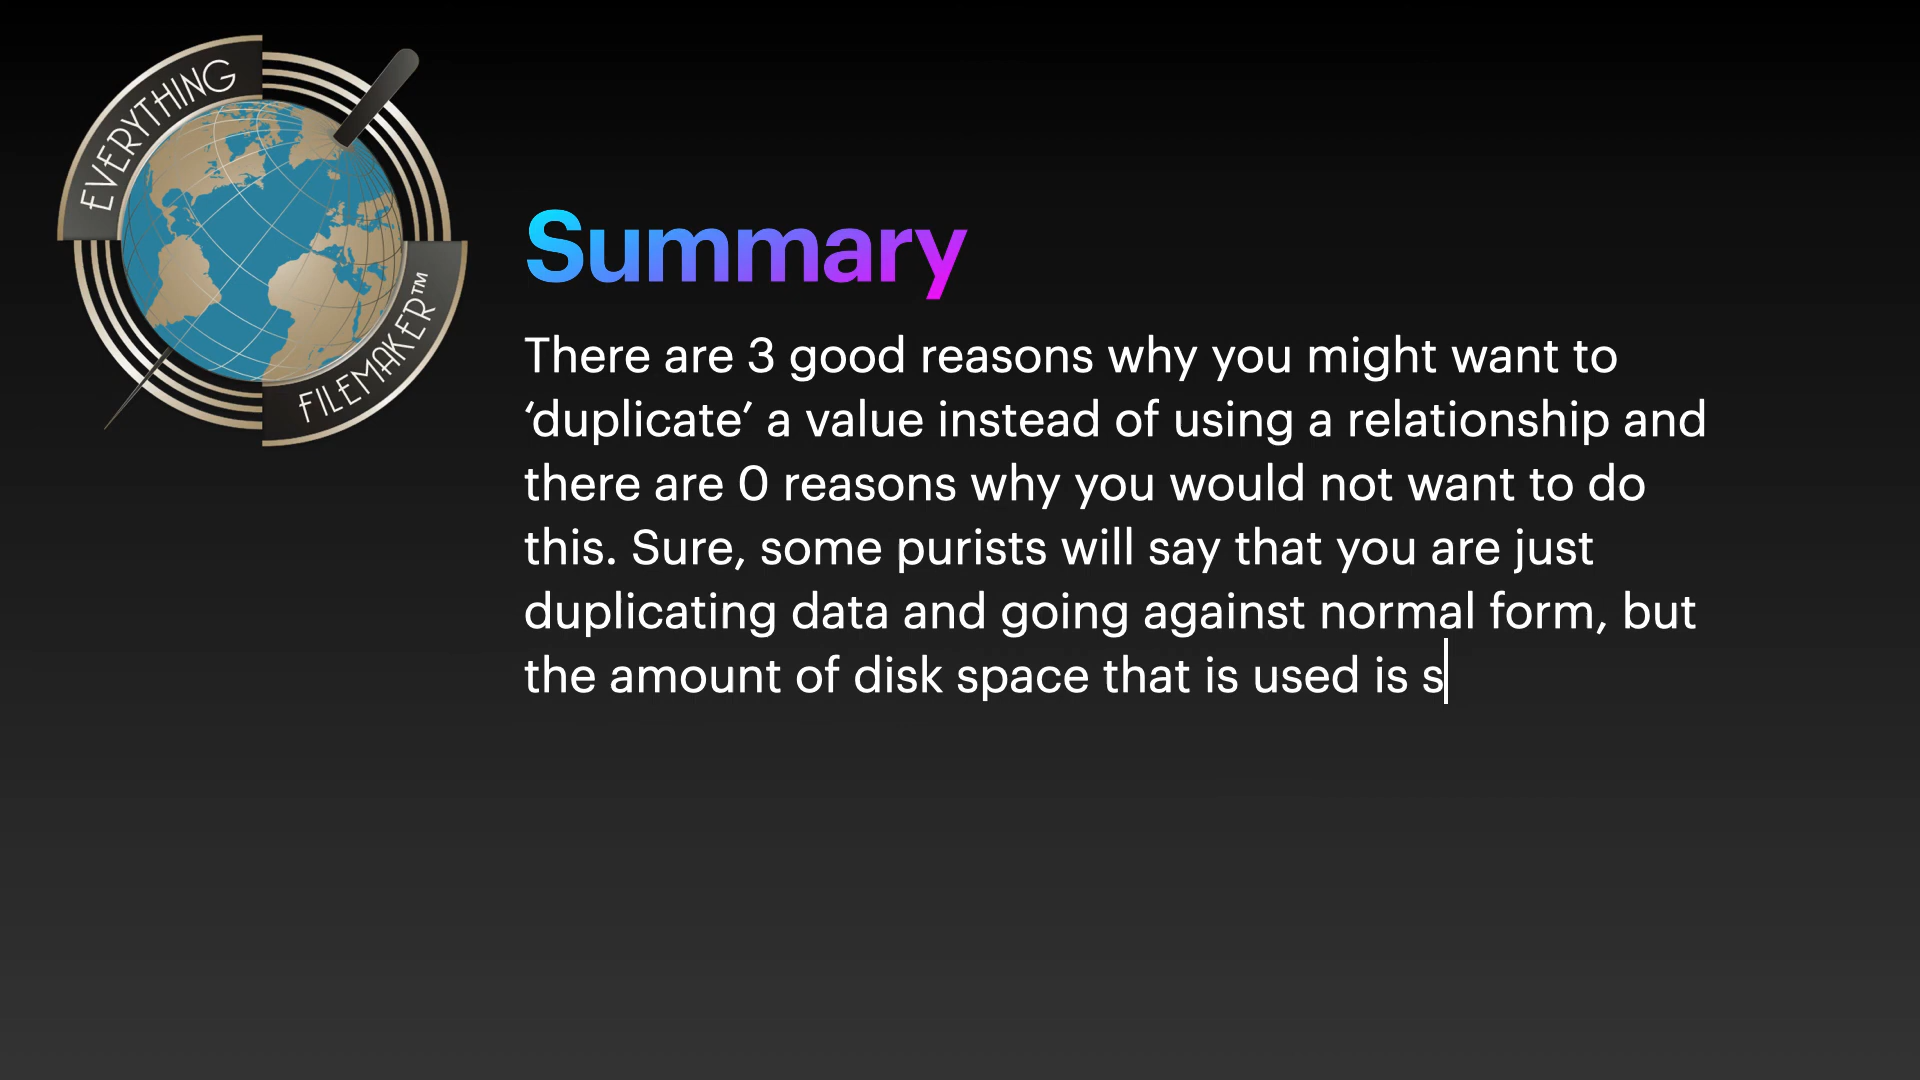 EVERYTHING
FILEMAKER™
Summary
There are 3 good reasons why you might want to
‘duplicate’ a value instead of using a relationship and
there are 0 reasons why you would not want to do
this. Sure, some purists will say that you are just
duplicating data and going against normal form, but
the amount of disk space that is used is s